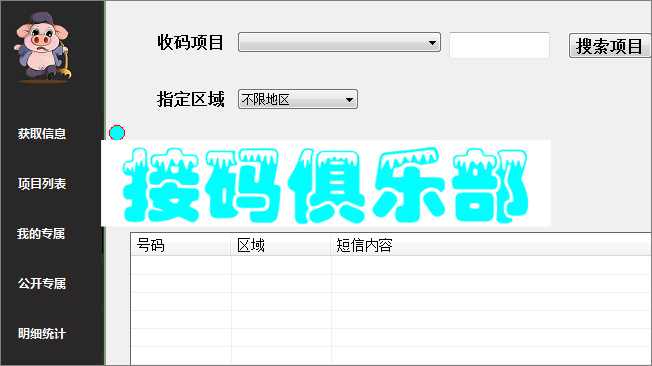 收码项目
搜索项目
指定区域 不限地区
获取信息
项目列表
我的专属
公开专属
明细统计
接码俱乐部
号码 区域 短信内容